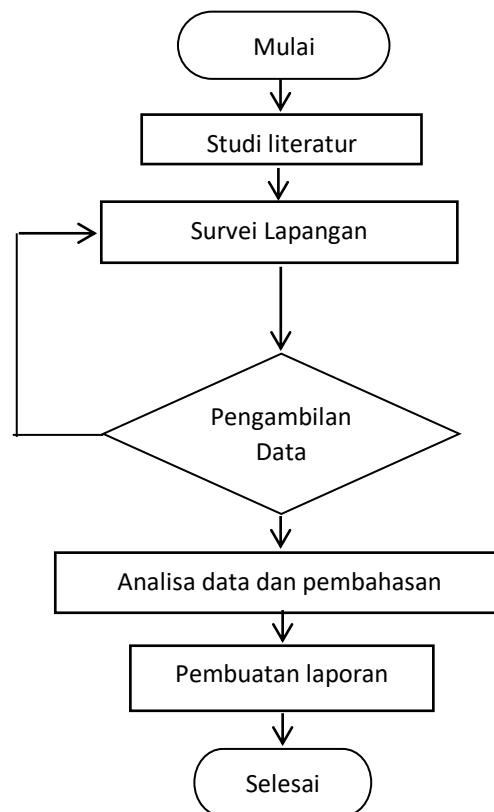 Mulai
Studi literatur
Survei Lapangan
Pengambilan
Data
Analisa data dan pembahasan
Pembuatan laporan
Selesai